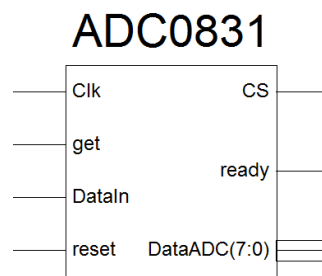 ADC0831
Clk CS
get
ready
DataIn
reset DataADC(7:0)